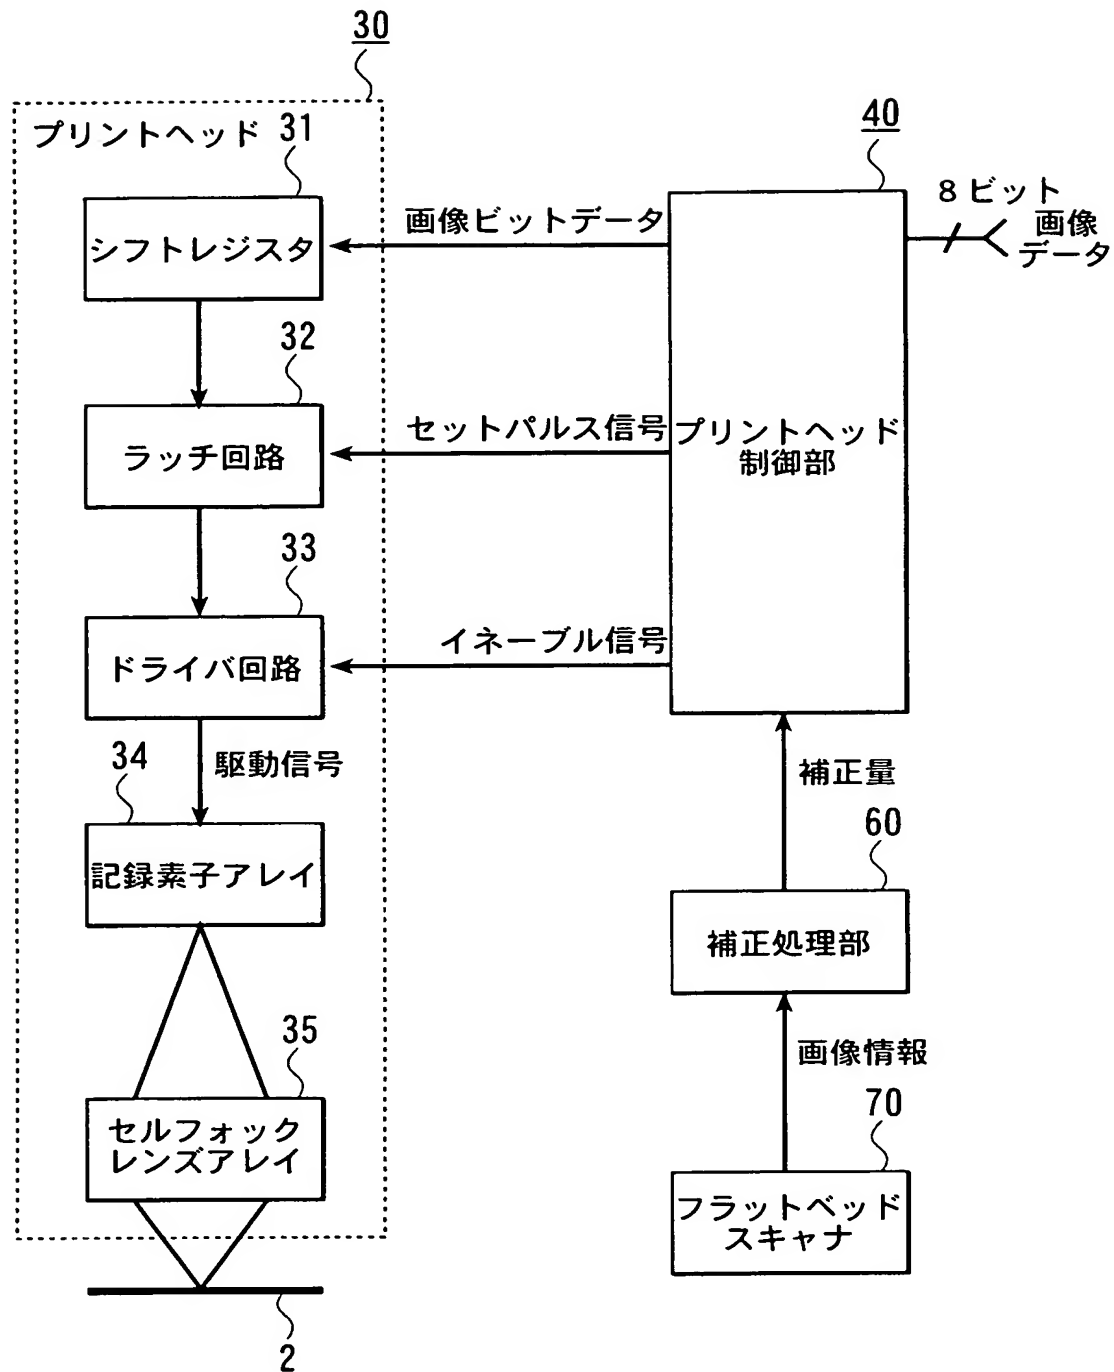 30
プリントヘッド
31
シフトレジスタ
画像ビットデータ
40
8ビット
画像
データ
32
ラッチ回路
セットパルス信号
プリントヘッド
制御部
33
ドライバ回路
イネーブル信号
34
駆動信号
補正量
記録素子アレイ
60
補正処理部
35
画像情報
セルフォック
レンズアレイ
70
フラットベッド
スキャナ
2